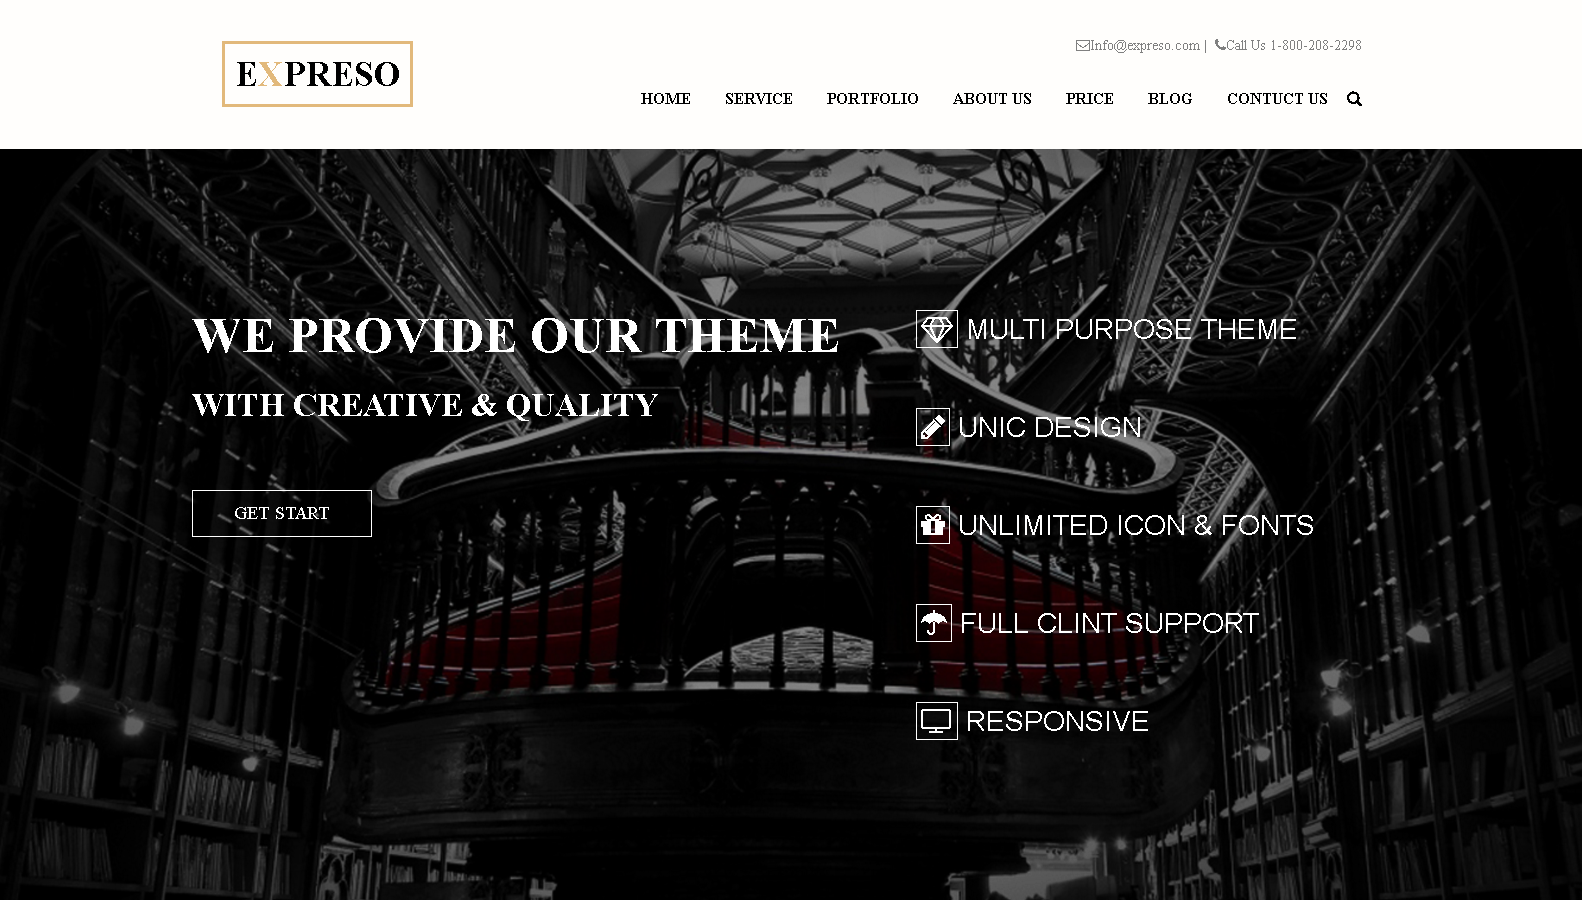 Info@expreso.com | Call Us 1-800-208-2298
EXPRESO
HOME SERVICE PORTFOLIO ABOUT US PRICE BLOG CONTUCT US
WE PROVIDE OUR THEME
WITH CREATIVE & QUALITY
GET START
MULTI PURPOSE THEME
UNIC DESIGN
UNLIMITED ICON & FONTS
FULL CLINT SUPPORT
RESPONSIVE